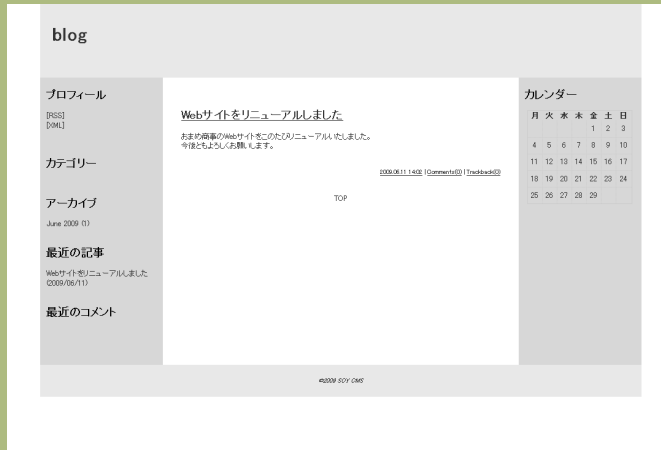 blog
プロフィール
[RSS]
[XML]
カテゴリー
アーカイブ
June 2009 (1)
最近の記事
Webサイトをリニューアルしました
(2009/06/11)
最近のコメント
Webサイトをリニューアルしました
おまめ商事のWebサイトをこのたびリニューアルいたしました。
今後ともよろしくお願いします。
2009.06.11 14:02 | Comments(0) | Trackback(0)
TOP
カレンダー
月 火 水 木 金 土 日
1 2 3
4 5 6 7 8 9 10
11 12 13 14 15 16 17
18 19 20 21 22 23 24
25 26 27 28 29
©2009 SOY CMS